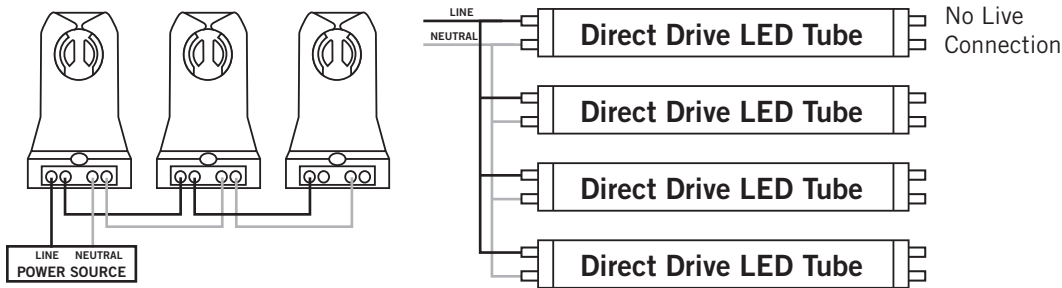 LINE NEUTRAL
POWER SOURCE
LINE
NEUTRAL
Direct Drive LED Tube
No Live
Connection
Direct Drive LED Tube
Direct Drive LED Tube
Direct Drive LED Tube